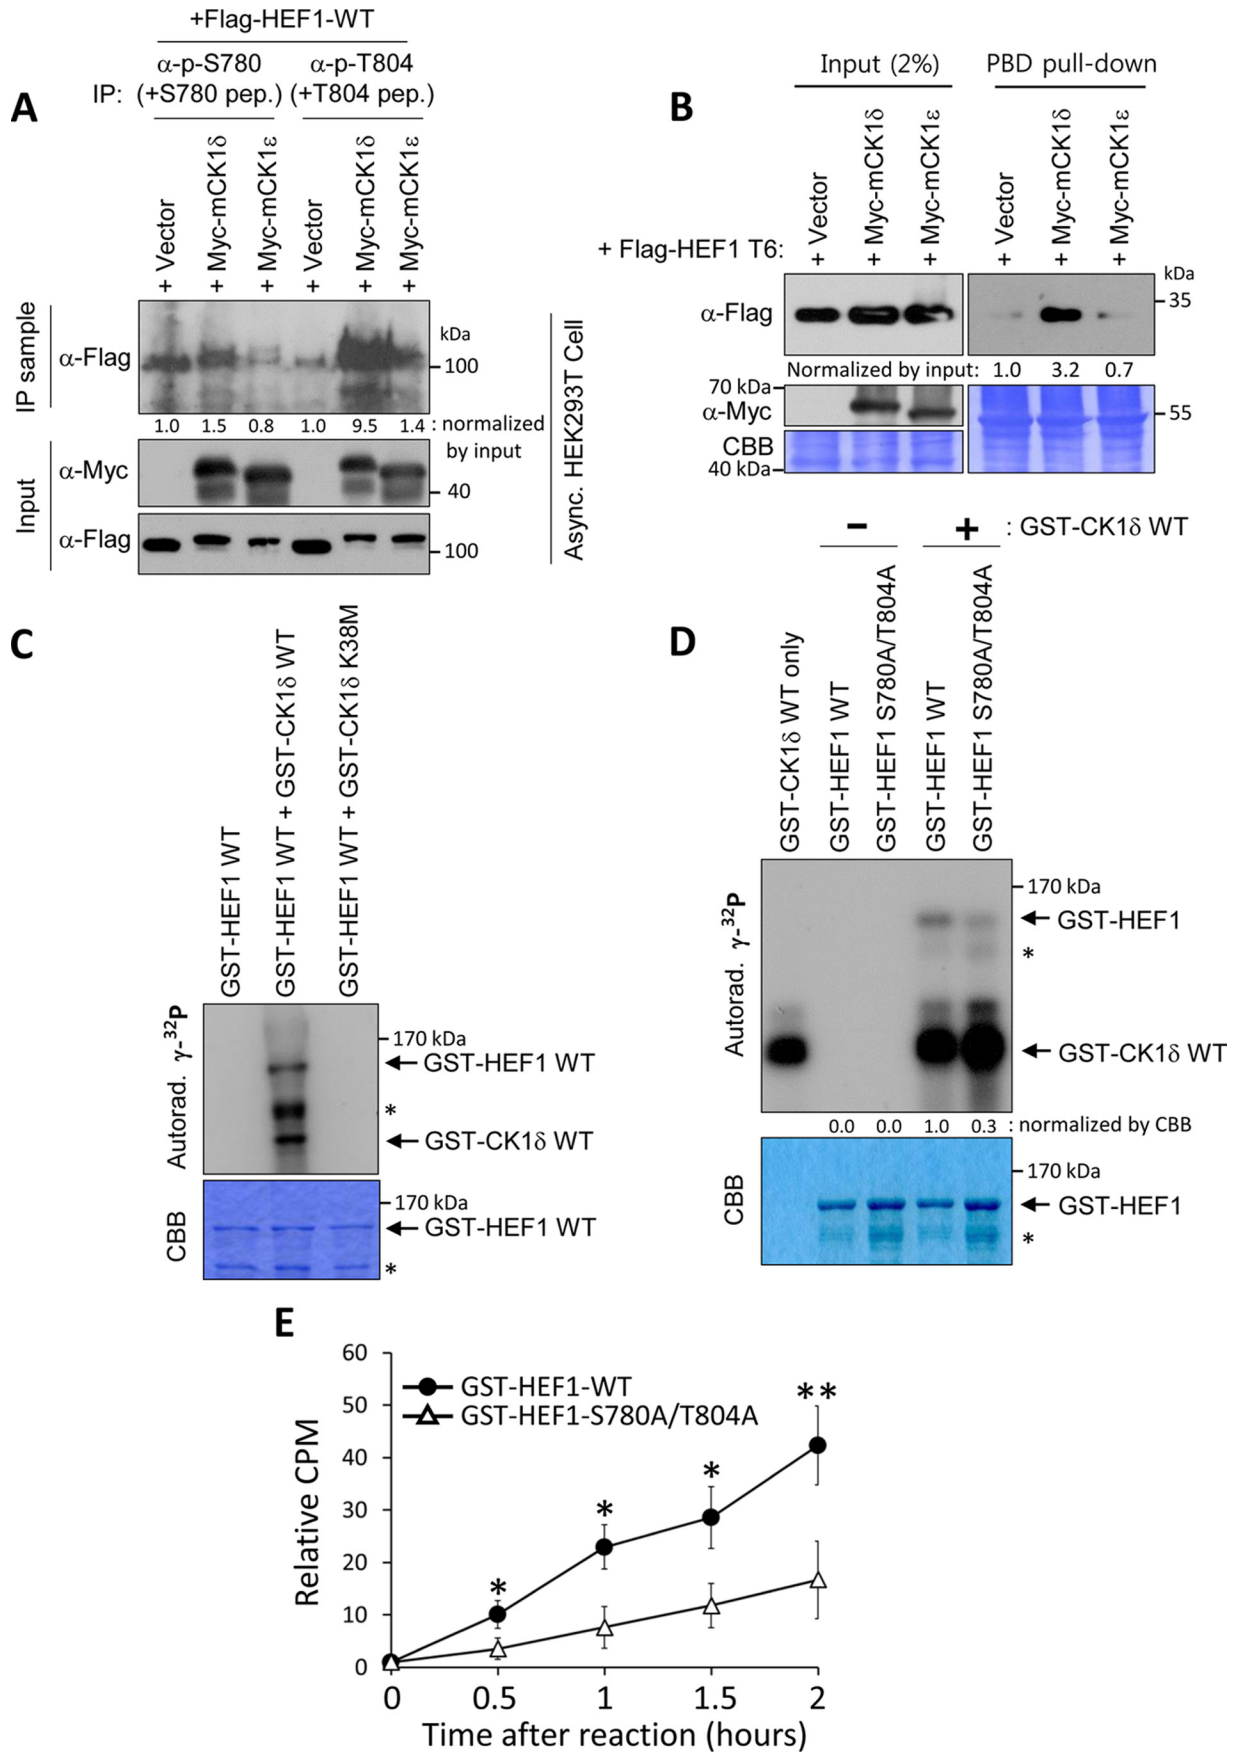 A
+Flag-HEF1-WT
α-p-S780 α-p-T804
IP: (+S780 pep.) (+T804 pep.)
+ Vector
+ Myc-mCK1δ
+ Myc-mCK1ε
+ Vector
+ Myc-mCK1δ
+ Myc-mCK1ε
IP sample
α-Flag
kDa
100
1.0 1.5 0.8 1.0 9.5 1.4 : normalized
by input
Input
α-Myc
40
α-Flag
100
Async. HEK293T Cell
B
Input (2%) PBD pull-down
+ Flag-HEF1 T6:
+ Vector
+ Myc-mCK1δ
+ Myc-mCK1ε
+ Vector
+ Myc-mCK1δ
+ Myc-mCK1ε
kDa
35
α-Flag
Normalized by input: 1.0 3.2 0.7
70 kDa
α-Myc
55
CBB
40 kDa
C
GST-HEF1 WT
GST-HEF1 WT + GST-CK1δ WT
GST-HEF1 WT + GST-CK1δ K38M
Autorad. γ-³²P
170 kDa
GST-HEF1 WT
*
GST-CK1δ WT
CBB
170 kDa
GST-HEF1 WT
*
D
− + : GST-CK1δ WT
GST-CK1δ WT only
GST-HEF1 WT
GST-HEF1 S780A/T804A
GST-HEF1 WT
GST-HEF1 S780A/T804A
Autorad. γ-³²P
170 kDa
GST-HEF1
*
GST-CK1δ WT
0.0 0.0 1.0 0.3 : normalized by CBB
CBB
170 kDa
GST-HEF1
*
E
Relative CPM
60
50
40
30
20
10
0
GST-HEF1-WT
GST-HEF1-S780A/T804A
*
*
*
**
0 0.5 1 1.5 2
Time after reaction (hours)